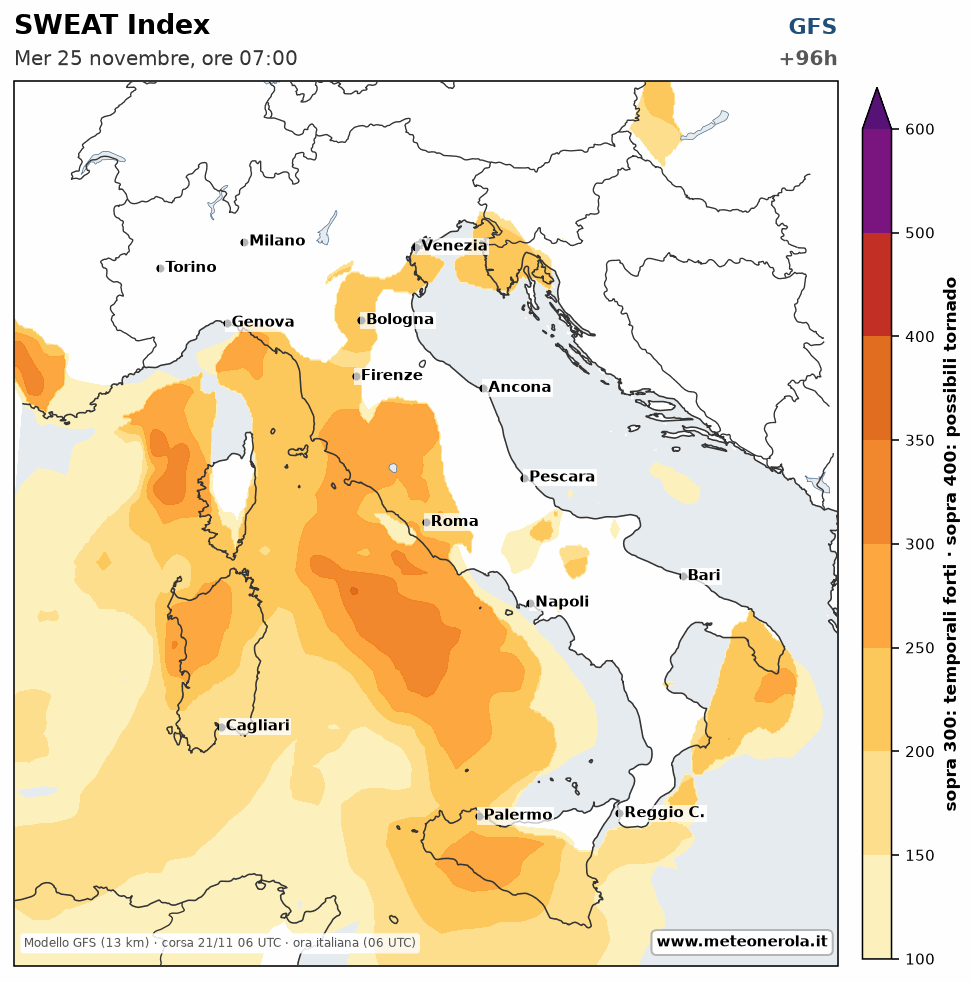 SWEAT Index
GFS
Mer 25 novembre, ore 07:00
+96h
Milano
Venezia
Torino
Genova
Bologna
Firenze
Ancona
Pescara
Roma
Bari
Napoli
Cagliari
Palermo
Reggio C.
Modello GFS (13 km) · corsa 21/11 06 UTC · ora italiana (06 UTC)
www.meteonerola.it
600
500
400
350
300
250
200
150
100
sopra 300: temporali forti · sopra 400: possibili tornado